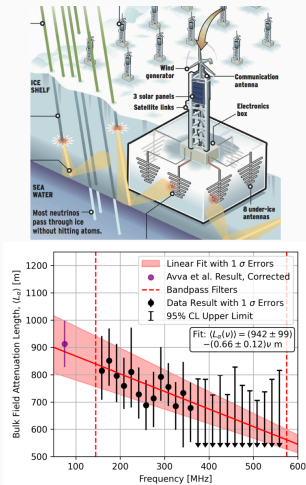 Wind
generator
Communication
antenna
3 solar panels
Satellite links
Electronics
box
ICE
SHELF
SEA
WATER
Most neutrinos
pass through ice
without hitting atoms.
8 under-ice
antennas
Bulk Field Attenuation Length, ⟨Lα⟩ [m]
1200
1100
1000
900
800
700
600
500
Linear Fit with 1 σ Errors
Avva et al. Result, Corrected
Bandpass Filters
Data Result with 1 σ Errors
95% CL Upper Limit
Fit: ⟨Lα(ν)⟩ = (942 ± 99)
−(0.66 ± 0.12)ν m
100 200 300 400 500 600
Frequency [MHz]